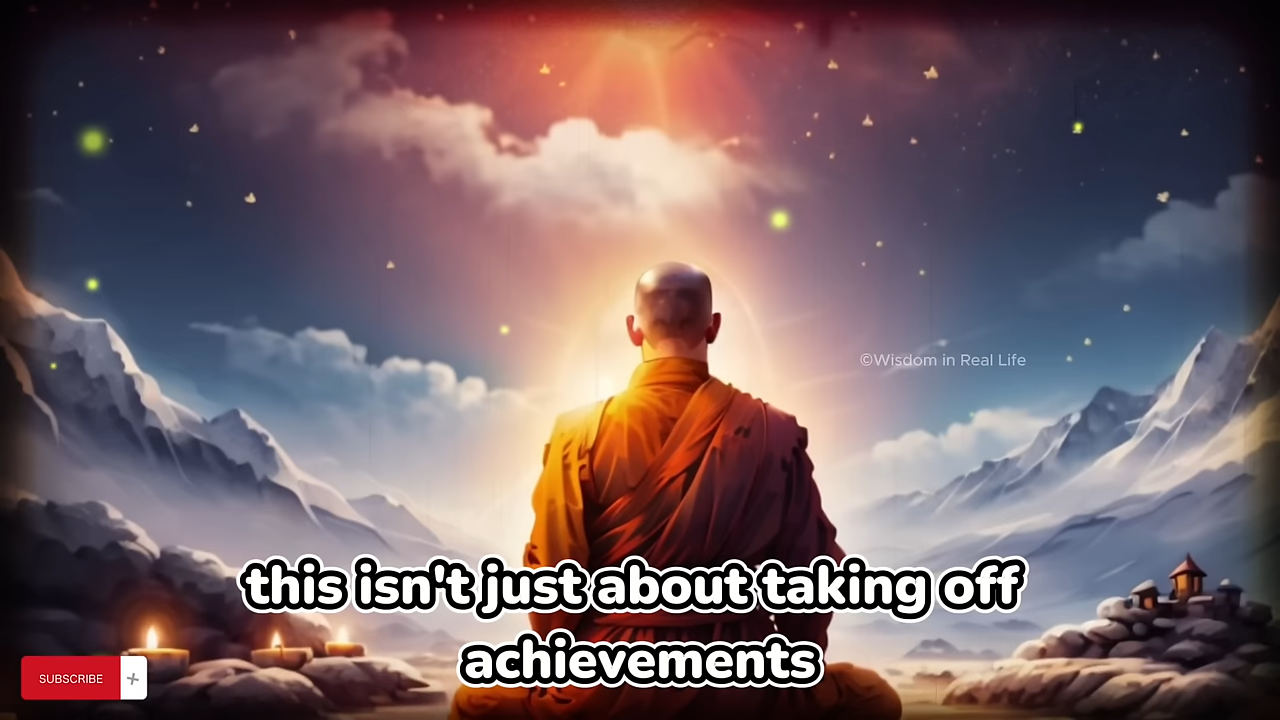 ©Wisdom in Real Life
this isn't just about taking off
achievements
SUBSCRIBE +